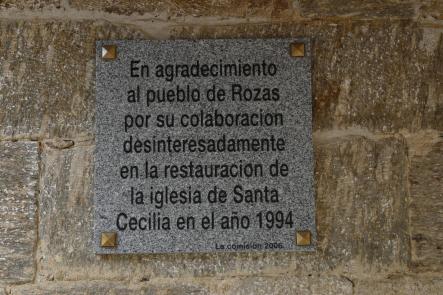 En agradecimiento
al pueblo de Rozas
por su colaboracion
desinteresadamente
en la restauracion de
la iglesia de Santa
Cecilia en el año 1994
La comisión 2006.